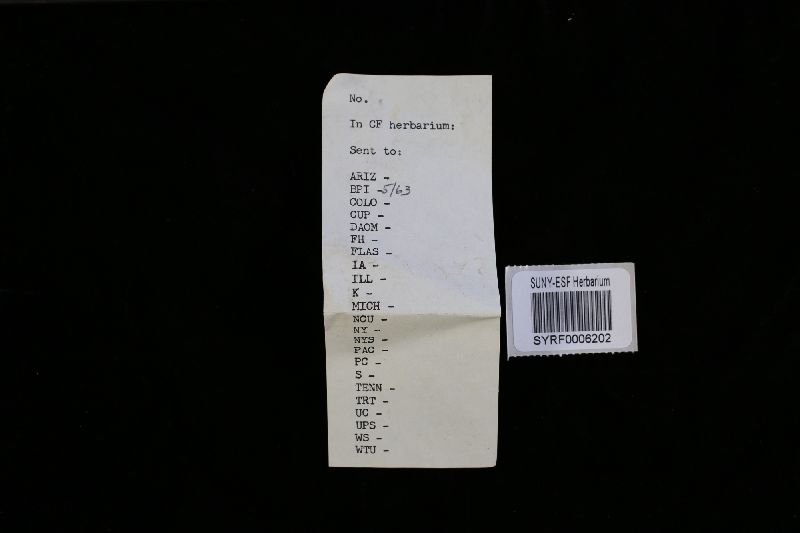 No.
In CF herbarium:
Sent to:
ARIZ -
BPI -5/63
COLO -
CUP -
DAOM -
FH -
FLAS -
IA -
ILL -
K -
MICH -
NCU -
NY -
NYS -
PAC -
PC -
S -
TENN -
TRT -
UC -
UPS -
WS -
WTU -
SUNY-ESF Herbarium
SYRF0006202